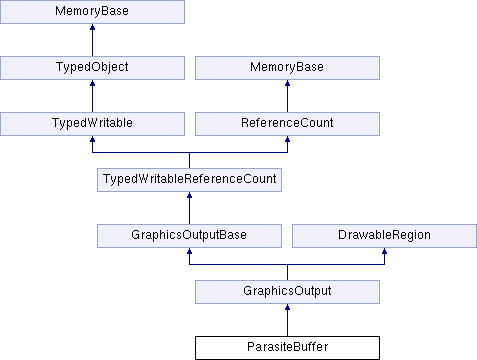 MemoryBase
TypedObject
MemoryBase
TypedWritable
ReferenceCount
TypedWritableReferenceCount
GraphicsOutputBase
DrawableRegion
GraphicsOutput
ParasiteBuffer